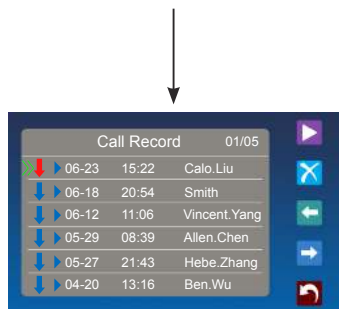 Call Record 01/05
06-23 15:22 Calo.Liu
06-18 20:54 Smith
06-12 11:06 Vincent.Yang
05-29 08:39 Allen.Chen
05-27 21:43 Hebe.Zhang
04-20 13:16 Ben.Wu